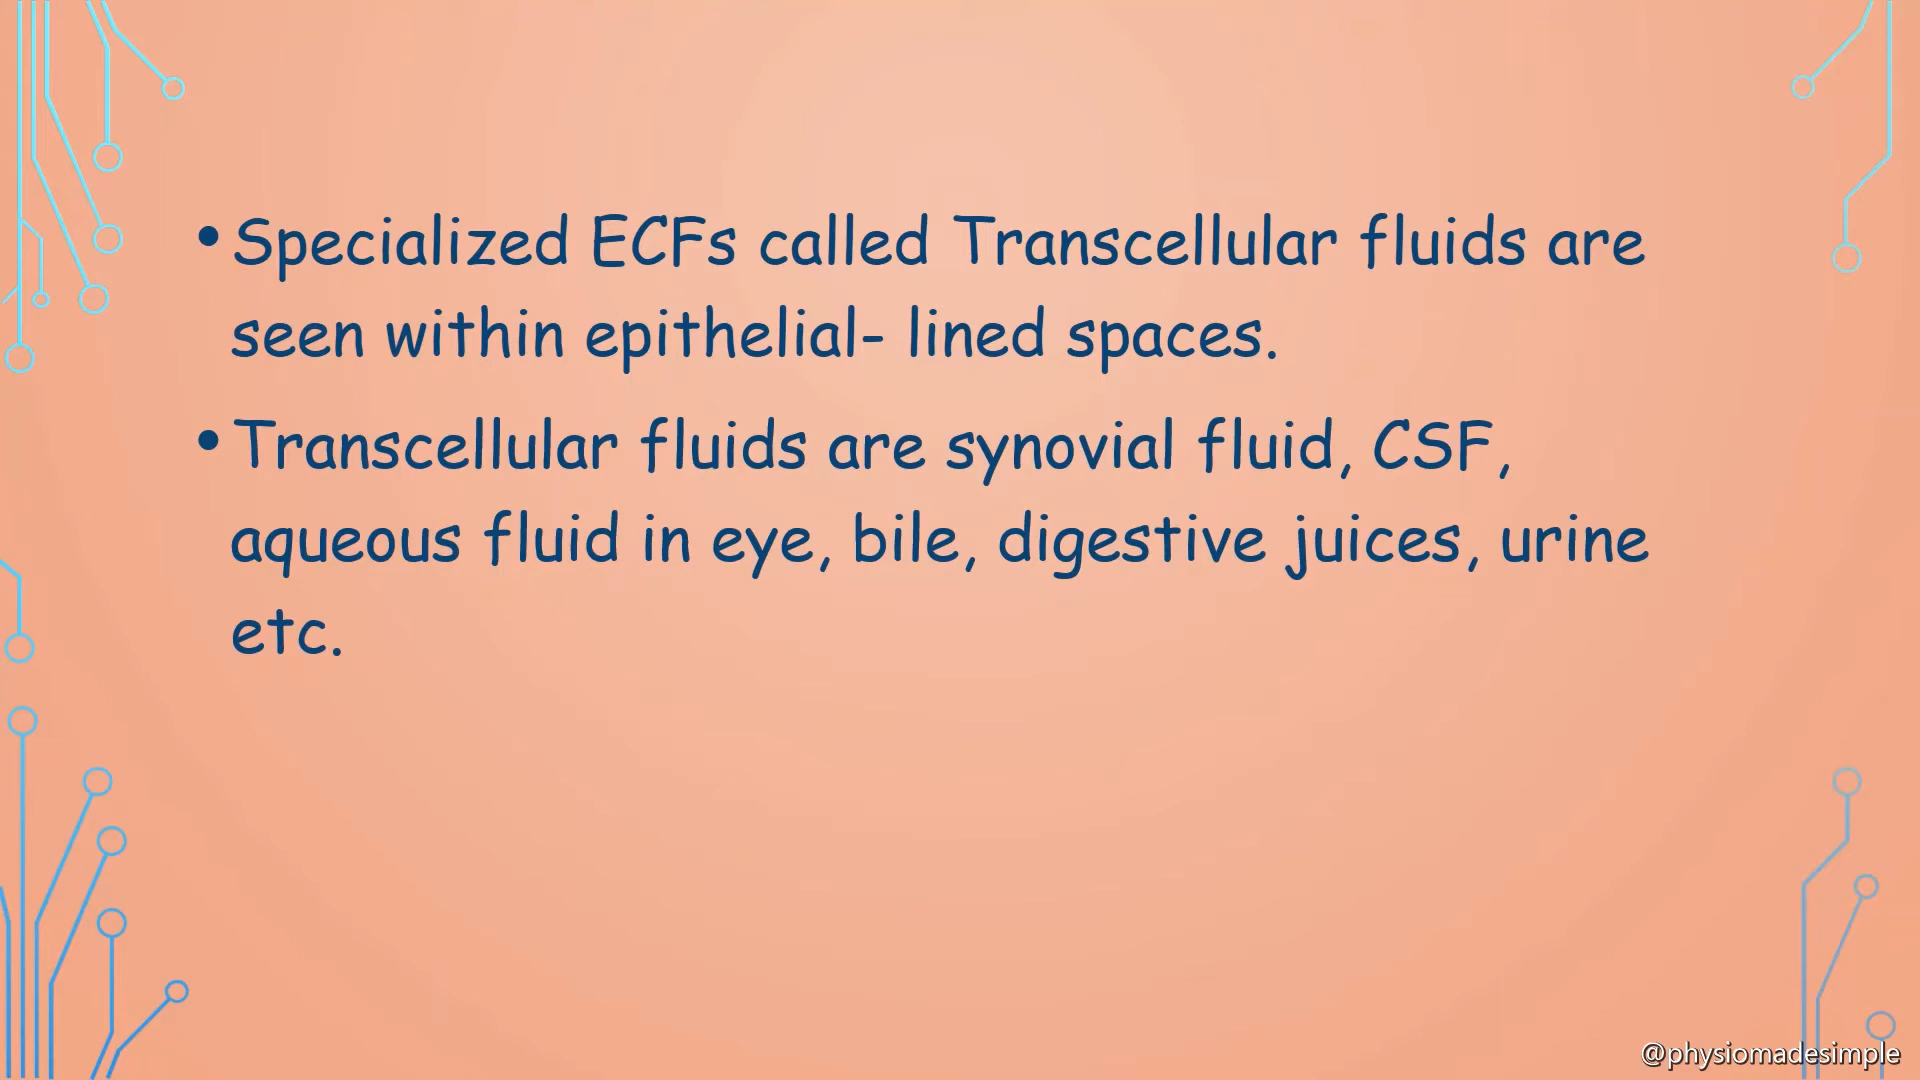 • Specialized ECFs called Transcellular fluids are
seen within epithelial- lined spaces.
• Transcellular fluids are synovial fluid, CSF,
aqueous fluid in eye, bile, digestive juices, urine
etc.
@physiomadesimple